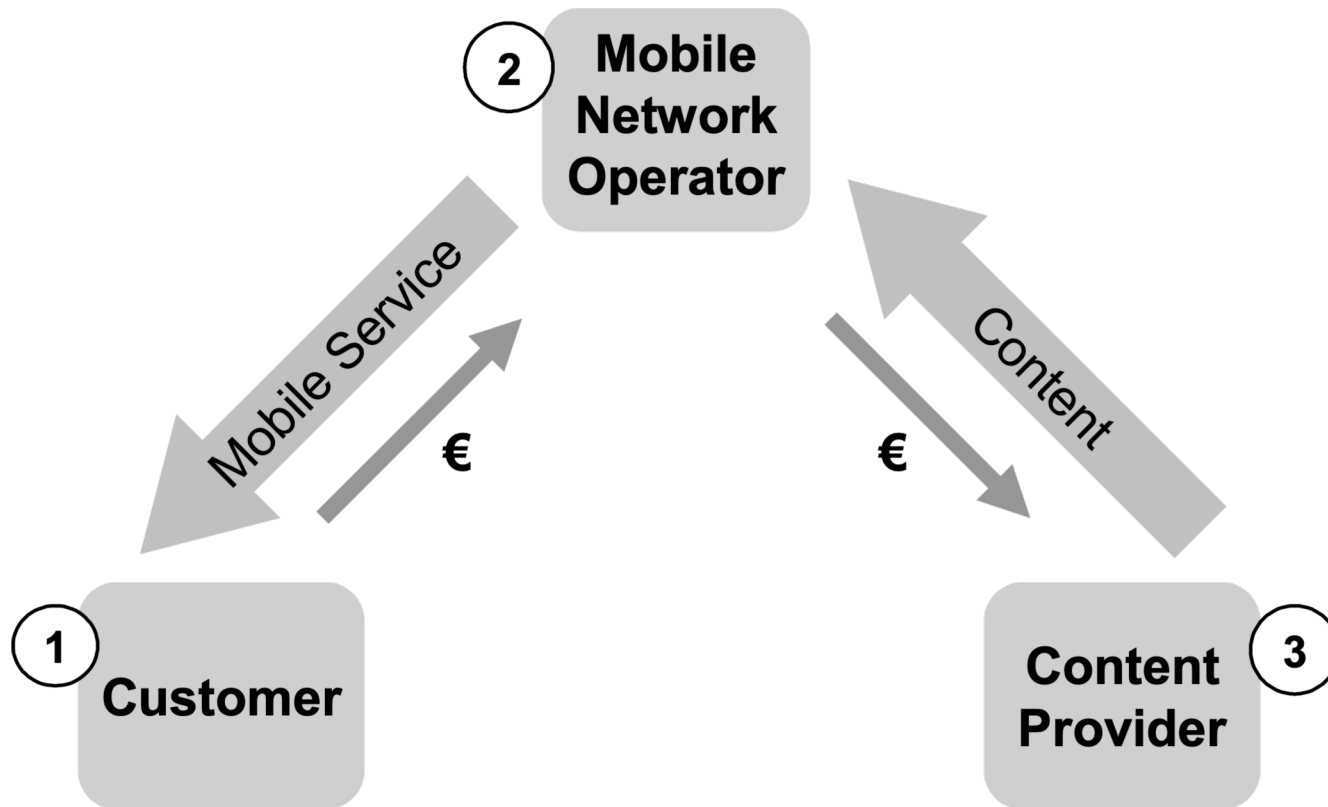 2
Mobile
Network
Operator
Mobile Service
€
€
Content
1
Customer
Content
Provider
3